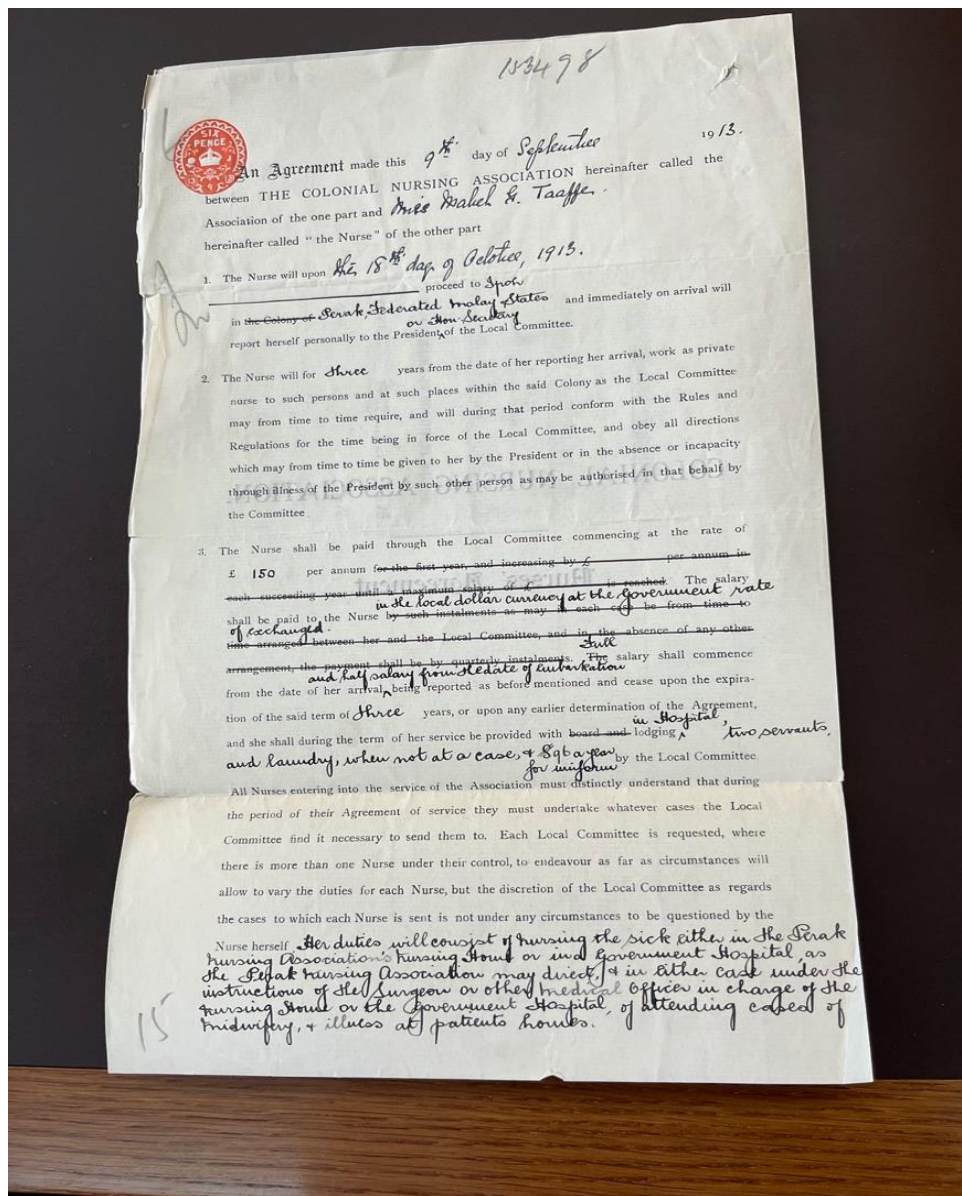 153498
SIX
PENCE
An Agreement made this 9th day of September 1913.
between THE COLONIAL NURSING ASSOCIATION hereinafter called the
Association of the one part and Miss Mabel G. Taaffe.
hereinafter called "the Nurse" of the other part
1. The Nurse will upon the 18th day of October, 1913.
proceed to Ipoh
in the Colony of Perak, Federated Malay States and immediately on arrival will
or Hon. Secretary
report herself personally to the President of the Local Committee.
2. The Nurse will for three years from the date of her reporting her arrival, work as private
nurse to such persons and at such places within the said Colony as the Local Committee
may from time to time require, and will during that period conform with the Rules and
Regulations for the time being in force of the Local Committee, and obey all directions
which may from time to time be given to her by the President or in the absence or incapacity
through illness of the President by such other person as may be authorised in that behalf by
the Committee
3. The Nurse shall be paid through the Local Committee commencing at the rate of
£ 150 per annum for the first year, and increasing by £ per annum in
each succeeding year until a maximum salary of £ is reached. The salary
in the local dollar currency at the Government rate
shall be paid to the Nurse by such instalments as may in each case be from time to
of exchanged.
time arranged between her and the Local Committee, and in the absence of any other
Full
arrangement, the payment shall be by quarterly instalments. The salary shall commence
and half salary from the date of embarkation
from the date of her arrival being reported as before mentioned and cease upon the expira-
tion of the said term of three years, or upon any earlier determination of the Agreement,
in Hospital,
and she shall during the term of her service be provided with board and lodging two servants,
and laundry, when not at a case, & $96 a year
for uniform by the Local Committee
All Nurses entering into the service of the Association must distinctly understand that during
the period of their Agreement of service they must undertake whatever cases the Local
Committee find it necessary to send them to. Each Local Committee is requested, where
there is more than one Nurse under their control, to endeavour as far as circumstances will
allow to vary the duties for each Nurse, but the discretion of the Local Committee as regards
the cases to which each Nurse is sent is not under any circumstances to be questioned by the
Nurse herself Her duties will consist of nursing the sick either in the Perak
Nursing Association's Nursing Home or in a Government Hospital, as
the Perak Nursing Association may direct, & in either case under the
instructions of the Surgeon or other medical Officer in charge of the
Nursing Home or the Government Hospital, of attending cases of
midwifery, & illness at patients homes.
15